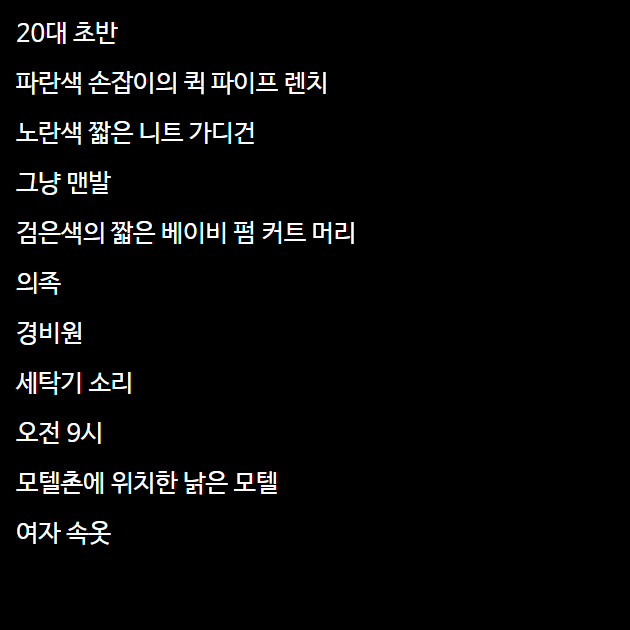 20대 초반
파란색 손잡이의 퀵 파이프 렌치
노란색 짧은 니트 가디건
그냥 맨발
검은색의 짧은 베이비 펌 커트 머리
의족
경비원
세탁기 소리
오전 9시
모텔촌에 위치한 낡은 모텔
여자 속옷